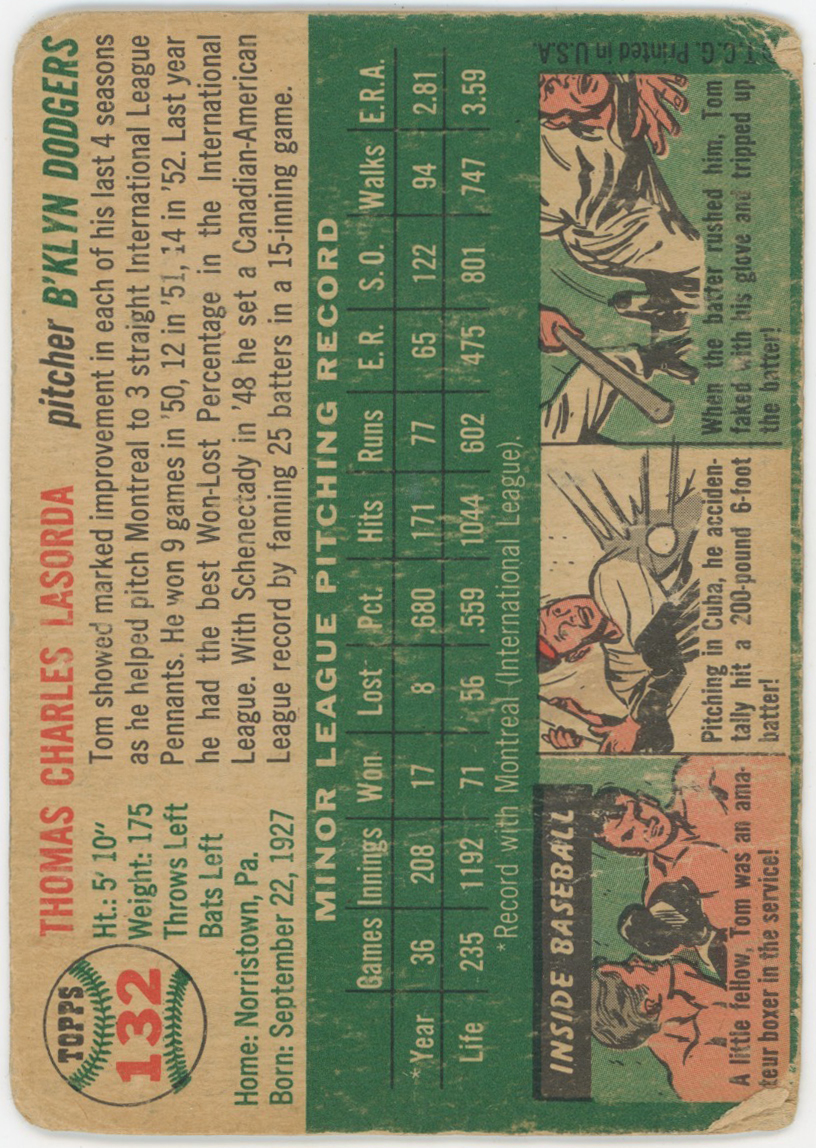 TOPPS
132
THOMAS CHARLES LASORDA pitcher B'KLYN DODGERS
Ht.: 5' 10"
Weight: 175
Throws Left
Bats Left
Home: Norristown, Pa.
Born: September 22, 1927
Tom showed marked improvement in each of his last 4 seasons
as he helped pitch Montreal to 3 straight International League
Pennants. He won 9 games in '50, 12 in '51, 14 in '52. Last year
he had the best Won-Lost Percentage in the International
League. With Schenectady in '48 he set a Canadian-American
League record by fanning 25 batters in a 15-inning game.
MINOR LEAGUE PITCHING RECORD
Games Innings Won Lost Pct. Hits Runs E.R. S.O. Walks E.R.A.
*Year 36 208 17 8 .680 171 77 65 122 94 2.81
Life 235 1192 71 56 .559 1044 602 475 801 747 3.59
*Record with Montreal (International League).
INSIDE BASEBALL
A little fellow, Tom was an ama-
teur boxer in the service!
Pitching in Cuba, he acciden-
tally hit a 200-pound 6-foot
batter!
When the batter rushed him, Tom
faked with his glove and tripped up
the batter!
T.C.G. Printed in U.S.A.